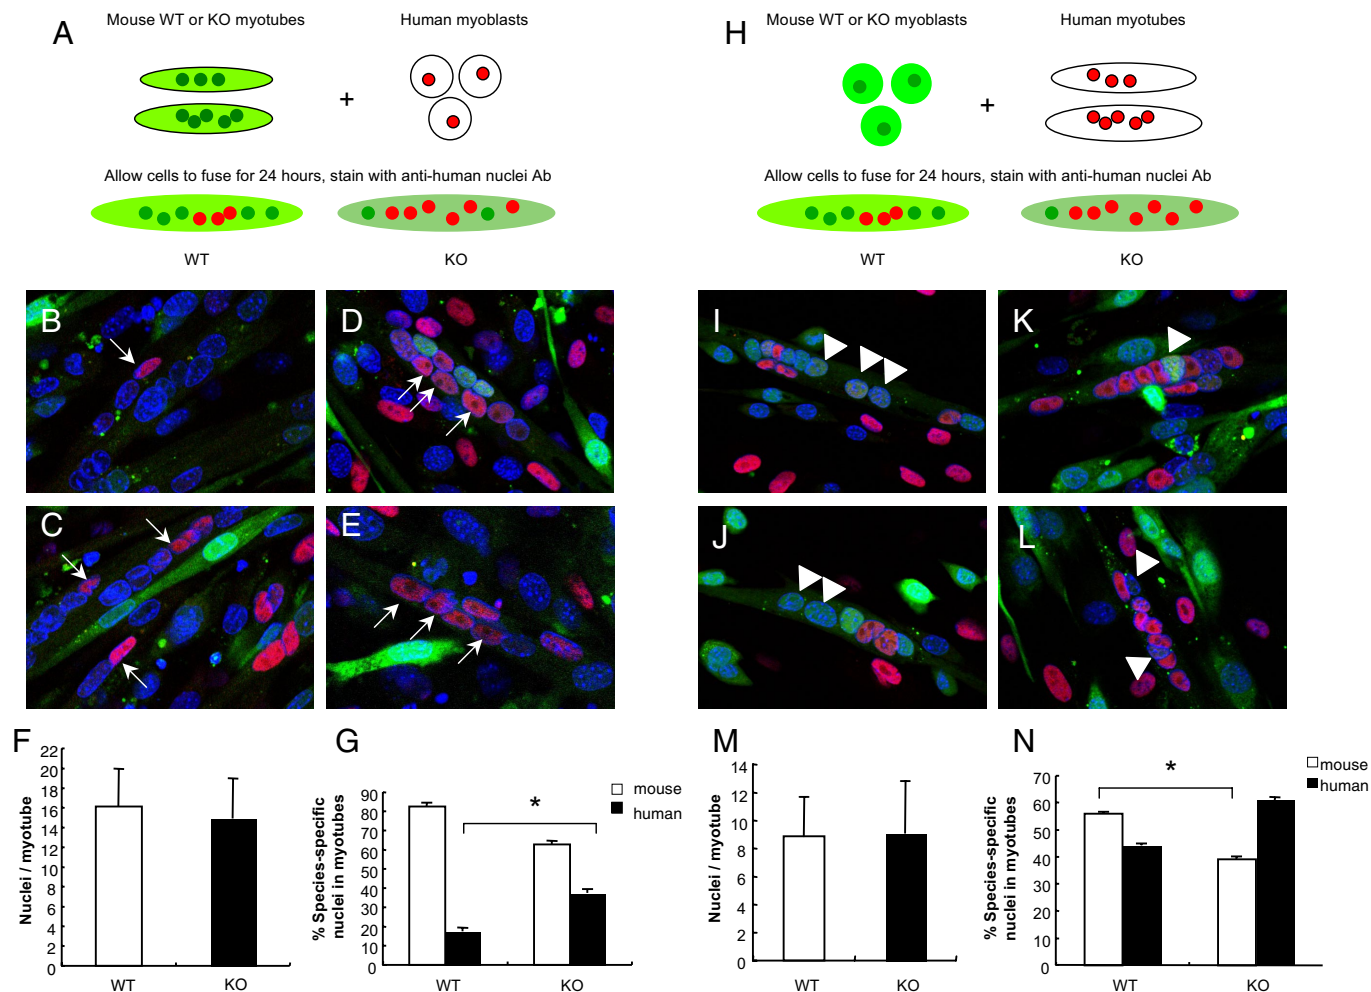 A
Mouse WT or KO myotubes
Human myoblasts
+
Allow cells to fuse for 24 hours, stain with anti-human nuclei Ab
WT
KO
H
Mouse WT or KO myoblasts
Human myotubes
+
Allow cells to fuse for 24 hours, stain with anti-human nuclei Ab
WT
KO
B
D
C
E
I
K
J
L
F
Nuclei / myotube
22
20
18
16
14
12
10
8
6
4
2
0
WT
KO
G
% Species-specific
nuclei in myotubes
90
80
70
60
50
40
30
20
10
0
*
mouse
human
WT
KO
M
Nuclei / myotube
14
12
10
8
6
4
2
0
WT
KO
N
% Species-specific
nuclei in myotubes
70
60
50
40
30
20
10
0
*
mouse
human
WT
KO